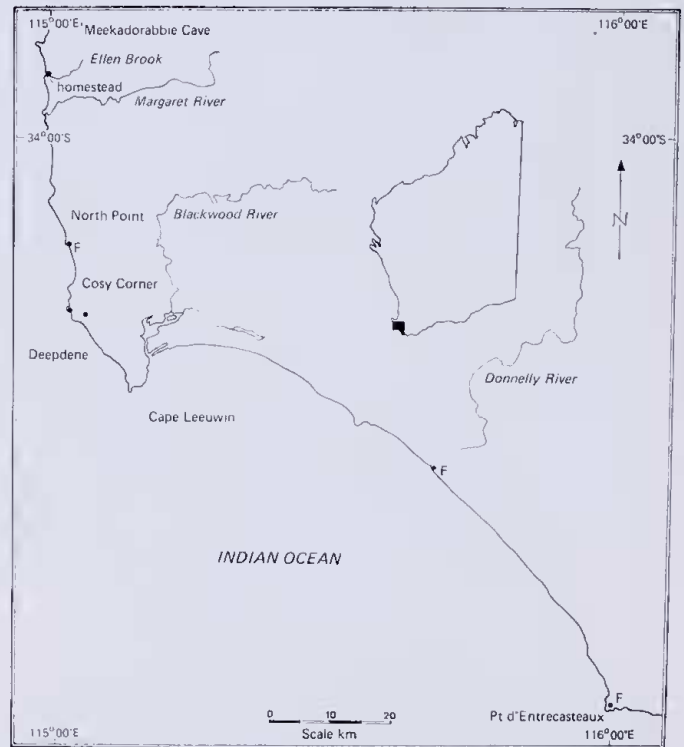 115°00'E
116°00'E
Meekadorabbie Cave
Ellen Brook
homestead
Margaret River
34°00'S
34°00'S
North Point
Blackwood River
N
F
Cosy Corner
Deepdene
Donnelly River
Cape Leeuwin
F
INDIAN OCEAN
F
0 10 20
Pt d'Entrecasteaux
Scale km
115°00'E
116°00'E